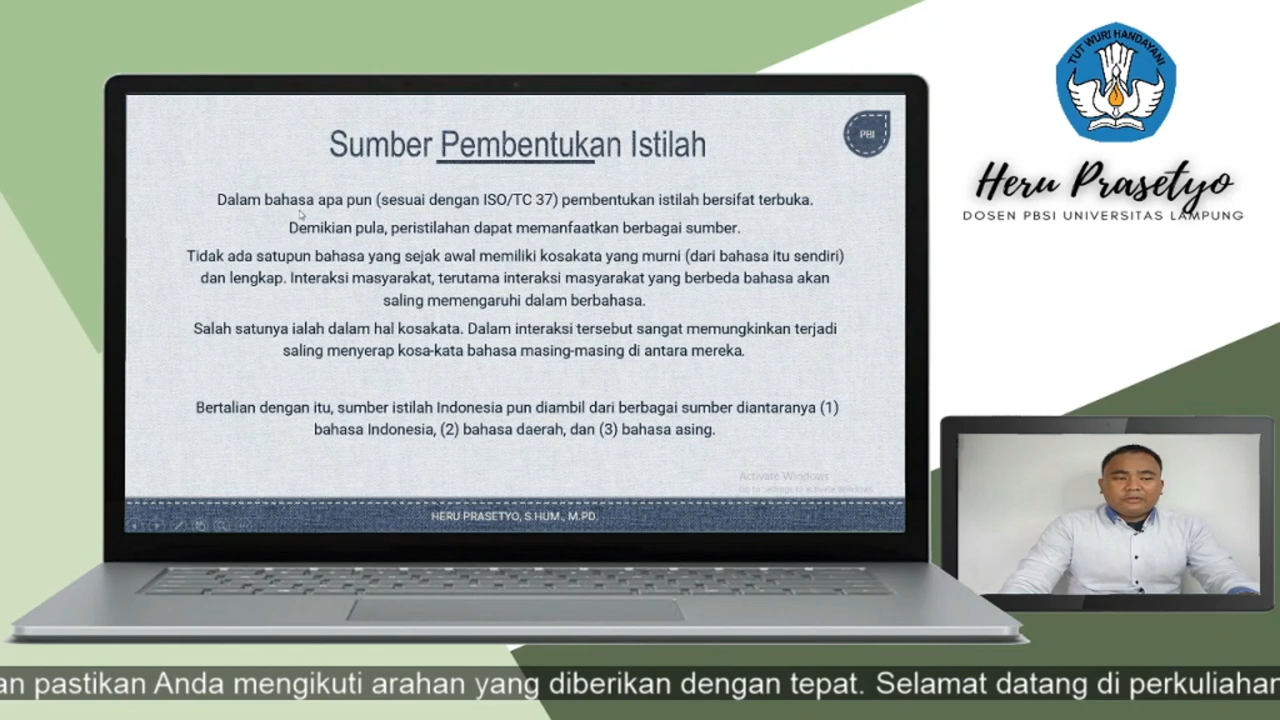 Sumber Pembentukan Istilah
PBI
Dalam bahasa apa pun (sesuai dengan ISO/TC 37) pembentukan istilah bersifat terbuka.
Demikian pula, peristilahan dapat memanfaatkan berbagai sumber.
Tidak ada satupun bahasa yang sejak awal memiliki kosakata yang murni (dari bahasa itu sendiri)
dan lengkap. Interaksi masyarakat, terutama interaksi masyarakat yang berbeda bahasa akan
saling memengaruhi dalam berbahasa.
Salah satunya ialah dalam hal kosakata. Dalam interaksi tersebut sangat memungkinkan terjadi
saling menyerap kosa-kata bahasa masing-masing di antara mereka.
Bertalian dengan itu, sumber istilah Indonesia pun diambil dari berbagai sumber diantaranya (1)
bahasa Indonesia, (2) bahasa daerah, dan (3) bahasa asing.
Activate Windows
Go to Settings to activate Windows.
HERU PRASETYO, S.HUM., M.PD.
TUT WURI HANDAYANI
Heru Prasetyo
DOSEN PBSI UNIVERSITAS LAMPUNG
an pastikan Anda mengikuti arahan yang diberikan dengan tepat. Selamat datang di perkuliahan